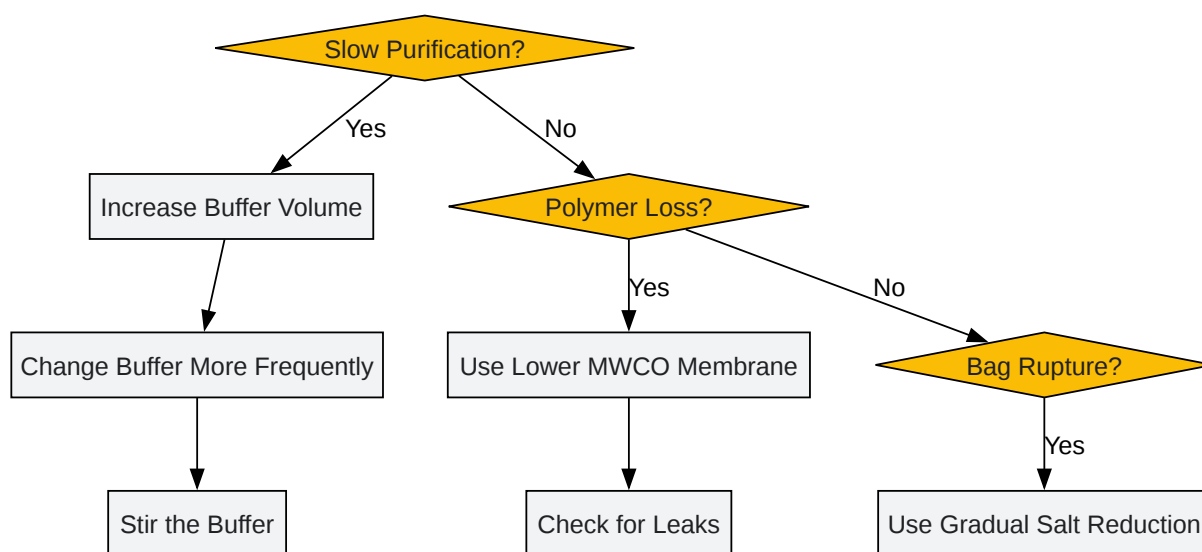 Slow Purification?
Yes
No
Increase Buffer Volume
Polymer Loss?
Yes
No
Change Buffer More Frequently
Use Lower MWCO Membrane
Bag Rupture?
Yes
Stir the Buffer
Check for Leaks
Use Gradual Salt Reduction